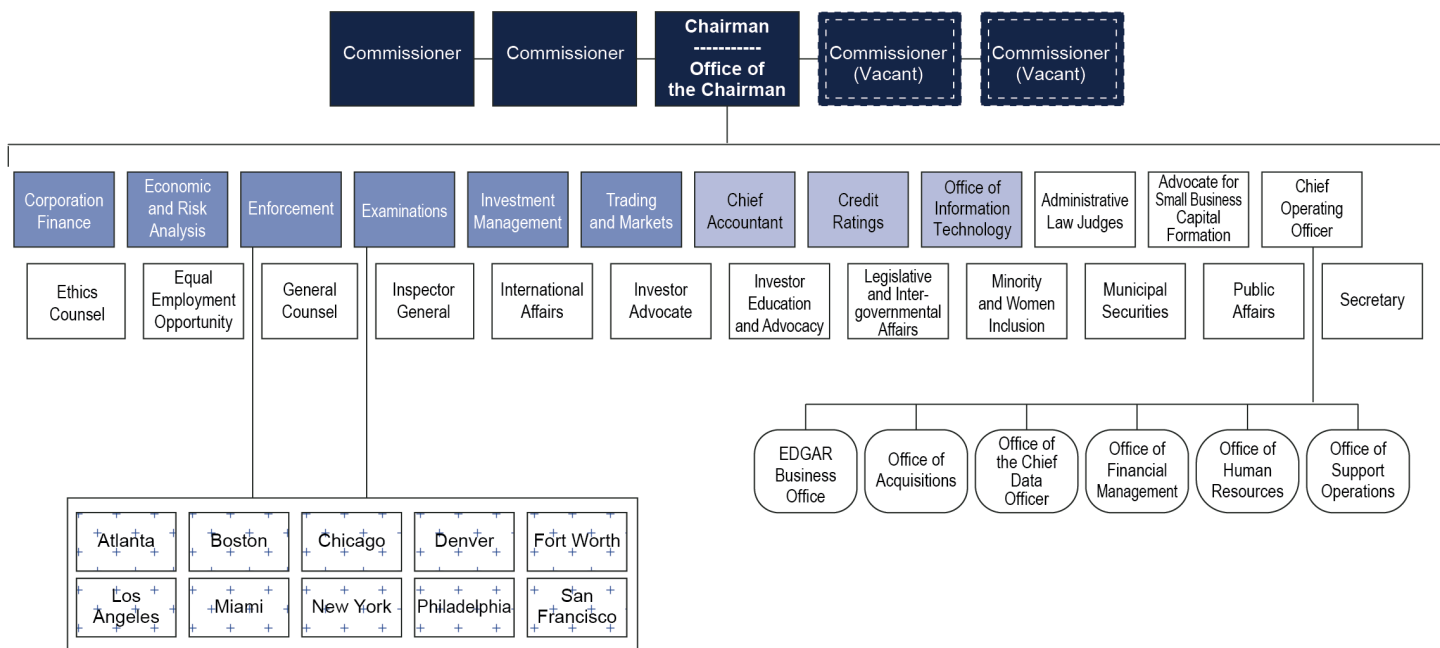 Commissioner
Commissioner
Chairman
-----------
Office of
the Chairman
Commissioner
(Vacant)
Commissioner
(Vacant)
Corporation
Finance
Economic
and Risk
Analysis
Enforcement
Examinations
Investment
Management
Trading
and Markets
Chief
Accountant
Credit
Ratings
Office of
Information
Technology
Administrative
Law Judges
Advocate for
Small Business
Capital
Formation
Chief
Operating
Officer
Ethics
Counsel
Equal
Employment
Opportunity
General
Counsel
Inspector
General
International
Affairs
Investor
Advocate
Investor
Education
and Advocacy
Legislative
and Inter-
governmental
Affairs
Minority
and Women
Inclusion
Municipal
Securities
Public
Affairs
Secretary
EDGAR
Business
Office
Office of
Acquisitions
Office of
the Chief
Data
Officer
Office of
Financial
Management
Office of
Human
Resources
Office of
Support
Operations
Atlanta
Boston
Chicago
Denver
Fort Worth
Los
Angeles
Miami
New York
Philadelphia
San
Francisco